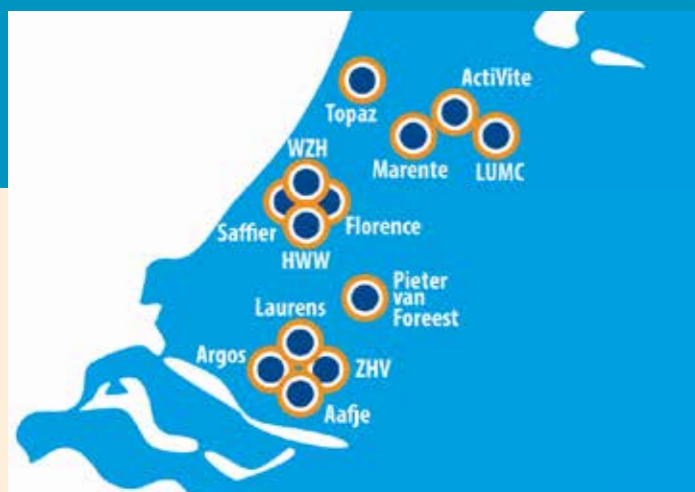 ActiVite
Topaz
WZH
Marente
LUMC
Saffier
Florence
HWW
Pieter
van
Foreest
Laurens
Argos
ZHV
Aafje